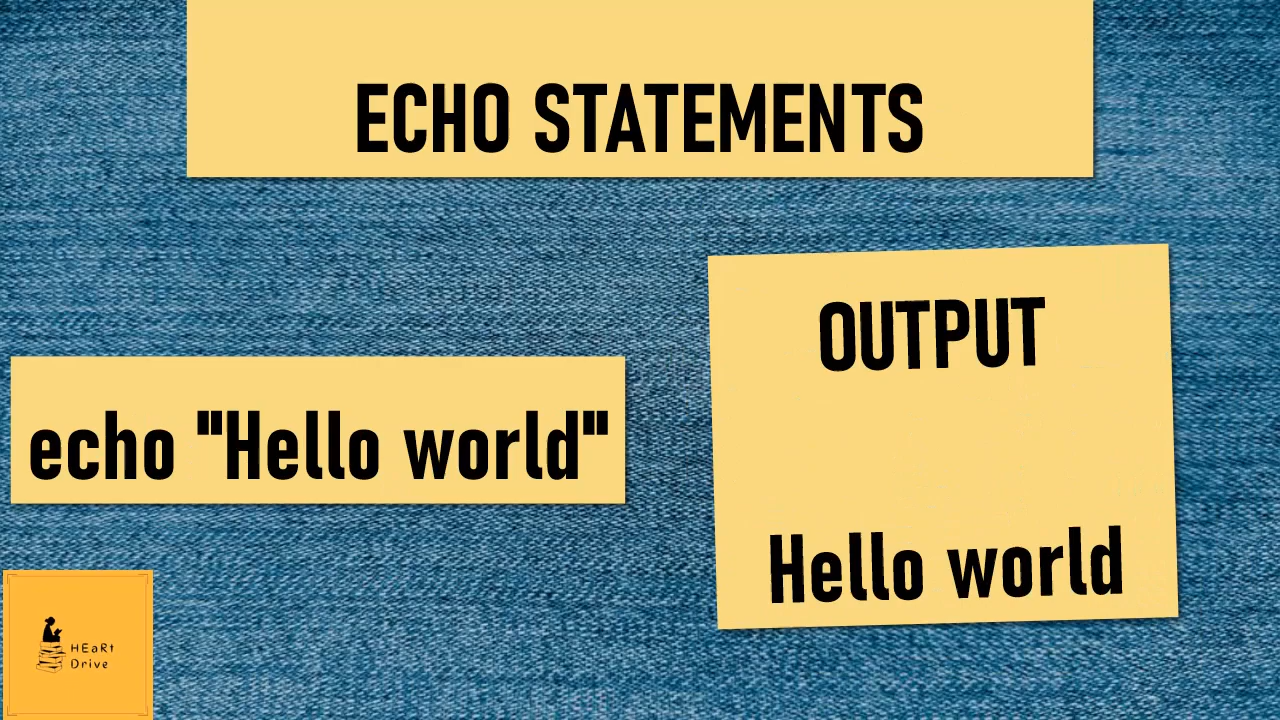 ECHO STATEMENTS
echo "Hello world"
OUTPUT
Hello world
HEaRt
Drive